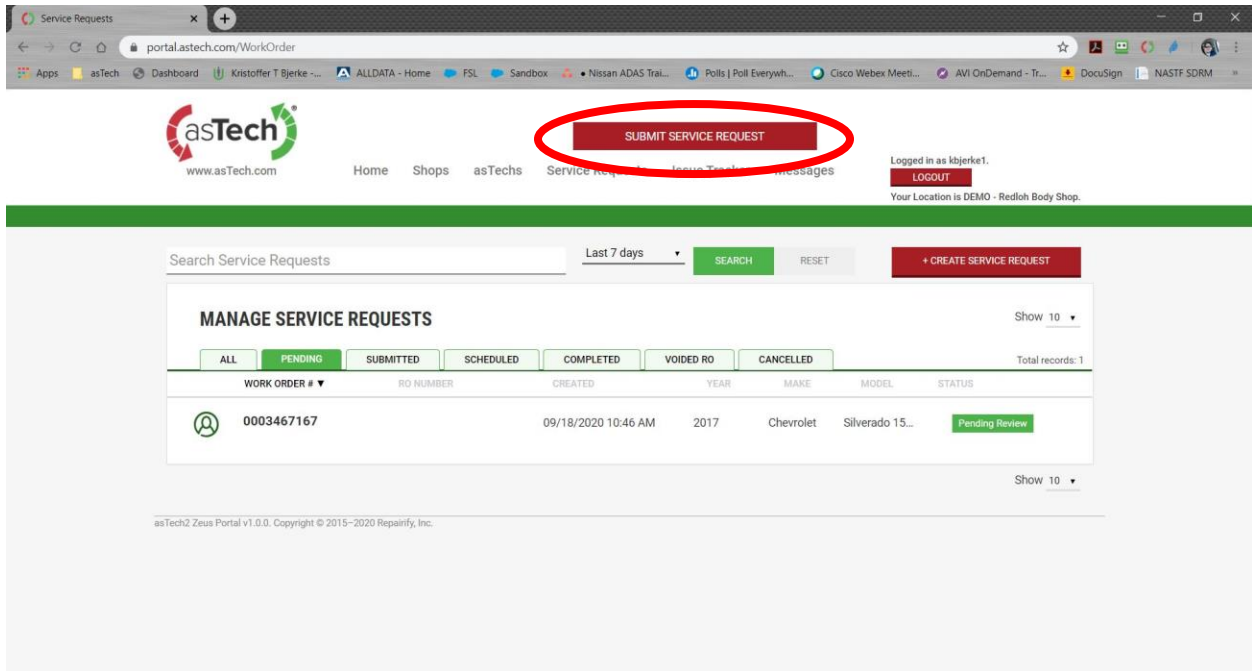 Service Requests
portal.astech.com/WorkOrder
Apps asTech Dashboard Kristoffer T Bjerke -... ALLDATA - Home FSL Sandbox • Nissan ADAS Trai... Polls | Poll Everywh... Cisco Webex Meeti... AVI OnDemand - Tr... DocuSign NASTF SDRM »
asTech®
www.asTech.com
SUBMIT SERVICE REQUEST
Home Shops asTechs Service Requests Issue Tracker Messages
Logged in as kbjerke1.
LOGOUT
Your Location is DEMO - Redloh Body Shop.
Search Service Requests Last 7 days SEARCH RESET + CREATE SERVICE REQUEST
MANAGE SERVICE REQUESTS Show 10
ALL PENDING SUBMITTED SCHEDULED COMPLETED VOIDED RO CANCELLED Total records: 1
WORK ORDER # ▼ RO NUMBER CREATED YEAR MAKE MODEL STATUS
0003467167 09/18/2020 10:46 AM 2017 Chevrolet Silverado 15... Pending Review
Show 10
asTech2 Zeus Portal v1.0.0. Copyright © 2015–2020 Repairify, Inc.